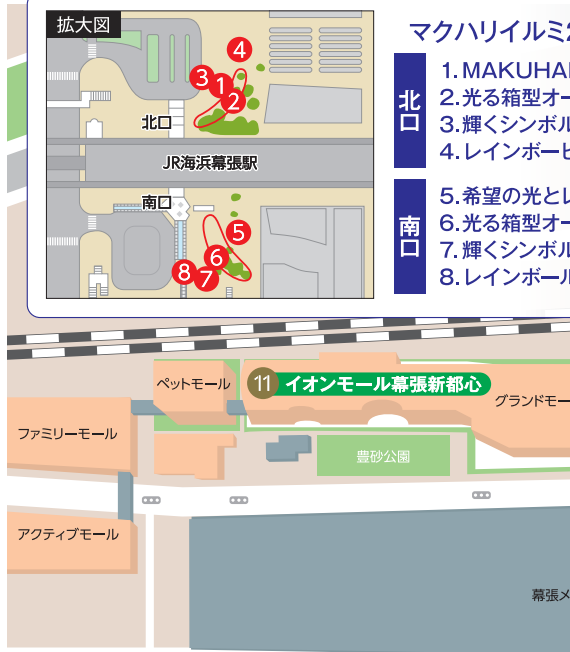 拡大図
4
3
1
2
北口
JR海浜幕張駅
南口
5
6
8
7
マクハリイルミ2
北口
1.MAKUHA
2.光る箱型オー
3.輝くシンボル
4.レインボー
南口
5.希望の光と
6.光る箱型オー
7.輝くシンボル
8.レインボール
ペットモール
11 イオンモール幕張新都心
グランドモー
ファミリーモール
豊砂公園
アクティブモール
幕張メ